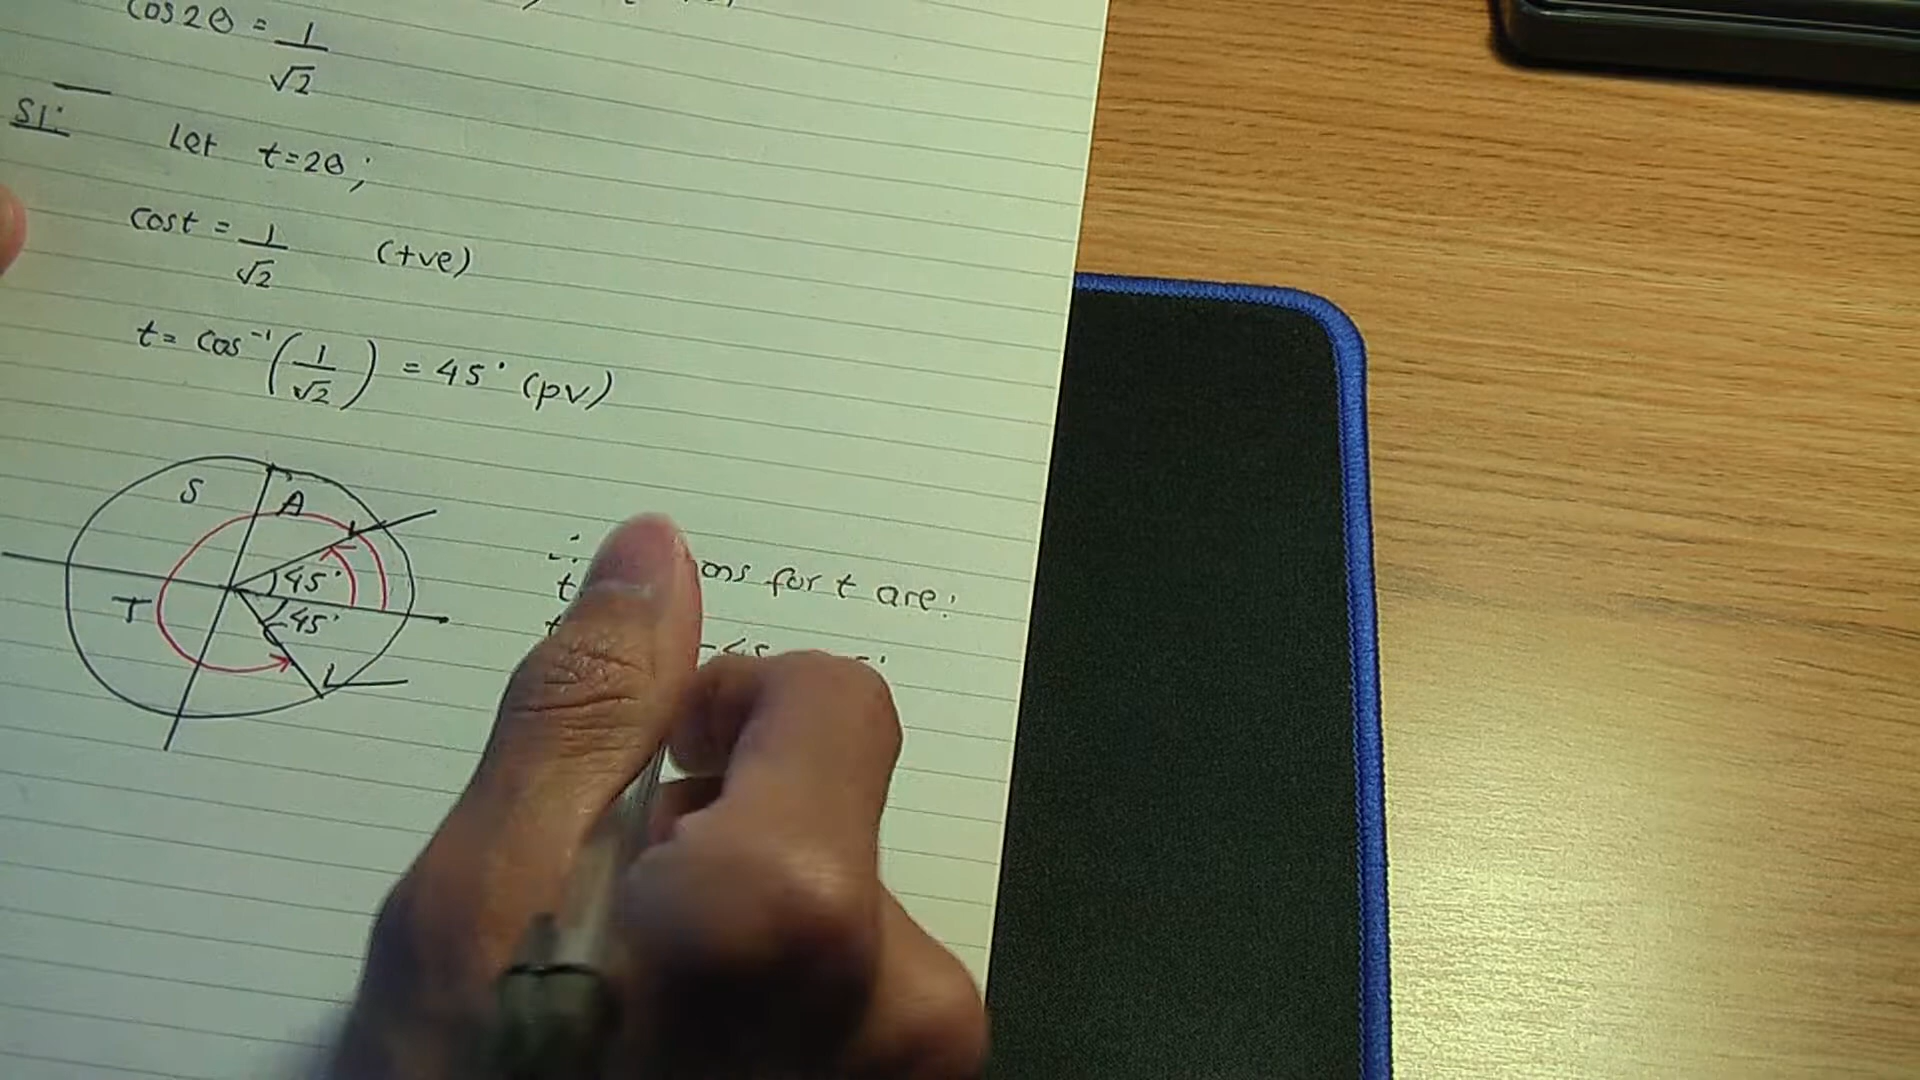 cos2θ = 1/√2
S1:
Let t=2θ;
cost = 1/√2 (+ve)
t= cos⁻¹(1/√2) = 45° (pv)
S A
45°
T 45°
∴
t for t are: